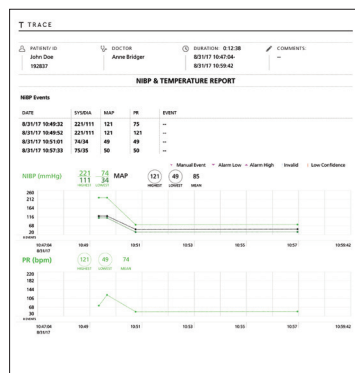 TRACE
PATIENT/ ID
John Doe
192837
DOCTOR
Anne Bridger
DURATION: 0:12:38
8/31/17 10:47:04-
8/31/17 10:59:42
COMMENTS:
--
NIBP & TEMPERATURE REPORT
NIBP Events
DATE SYS/DIA MAP PR EVENT
8/31/17 10:49:32 221/111 121 75 --
8/31/17 10:49:52 221/111 121 121 --
8/31/17 10:51:01 74/34 49 49 --
8/31/17 10:57:33 75/35 50 50 --
Manual Event Alarm Low Alarm High Invalid Low Confidence
NIBP (mmHg) 221 74 MAP 121 49 85
111 34
HIGHEST LOWEST HIGHEST LOWEST MEAN
260
212
164
116
68
20
EVENTS
10:47:04 10:49 10:51 10:53 10:55 10:57 10:59:42
8/31/17
PR (bpm) 121 49 74
HIGHEST LOWEST MEAN
220
182
144
106
68
30
EVENTS
10:47:04 10:49 10:51 10:53 10:55 10:57 10:59:42
8/31/17